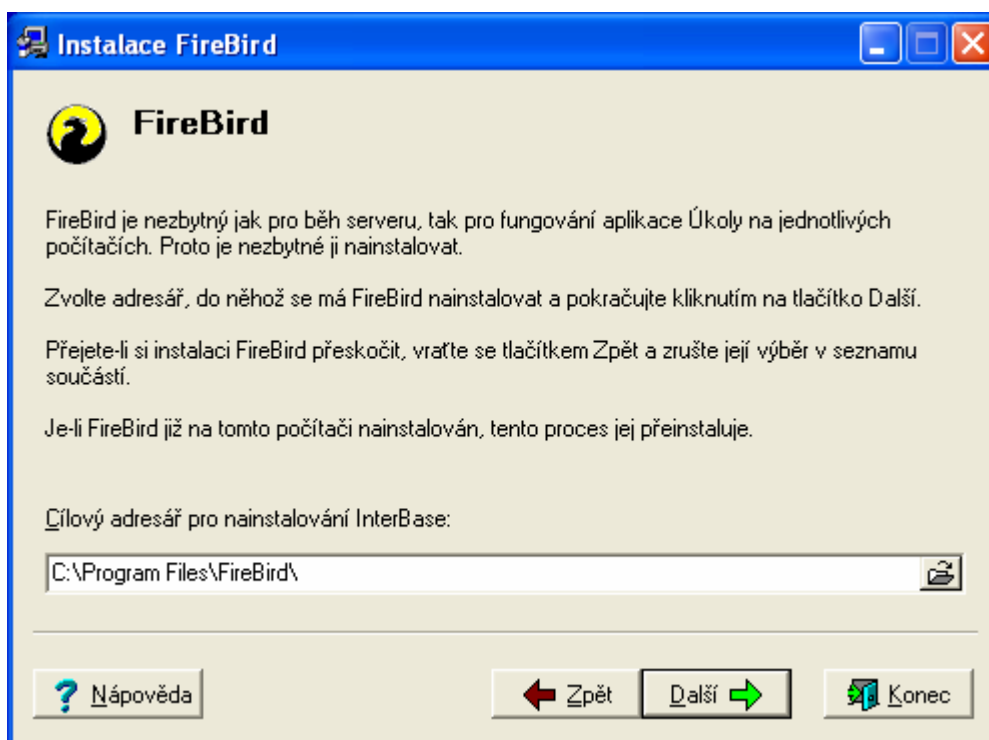 Instalace FireBird
FireBird
FireBird je nezbytný jak pro běh serveru, tak pro fungování aplikace Úkoly na jednotlivých
počítačích. Proto je nezbytné ji nainstalovat.
Zvolte adresář, do něhož se má FireBird nainstalovat a pokračujte kliknutím na tlačítko Další.
Přejete-li si instalaci FireBird přeskočit, vraťte se tlačítkem Zpět a zrušte její výběr v seznamu
součástí.
Je-li FireBird již na tomto počítači nainstalován, tento proces jej přeinstaluje.
Cílový adresář pro nainstalování InterBase:
C:\Program Files\FireBird\
Nápověda
Zpět
Další
Konec